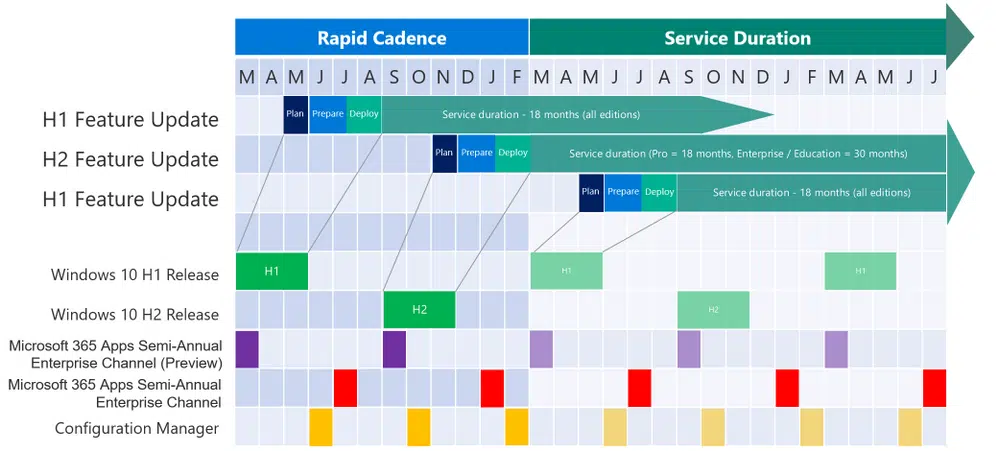 Rapid Cadence Service Duration
M A M J J A S O N D J F M A M J J A S O N D J F M A M J J
H1 Feature Update Plan Prepare Deploy Service duration - 18 months (all editions)
H2 Feature Update Plan Prepare Deploy Service duration (Pro = 18 months, Enterprise / Education = 30 months)
H1 Feature Update Plan Prepare Deploy Service duration - 18 months (all editions)
Windows 10 H1 Release H1 H1 H1
Windows 10 H2 Release H2 H2
Microsoft 365 Apps Semi-Annual
Enterprise Channel (Preview)
Microsoft 365 Apps Semi-Annual
Enterprise Channel
Configuration Manager